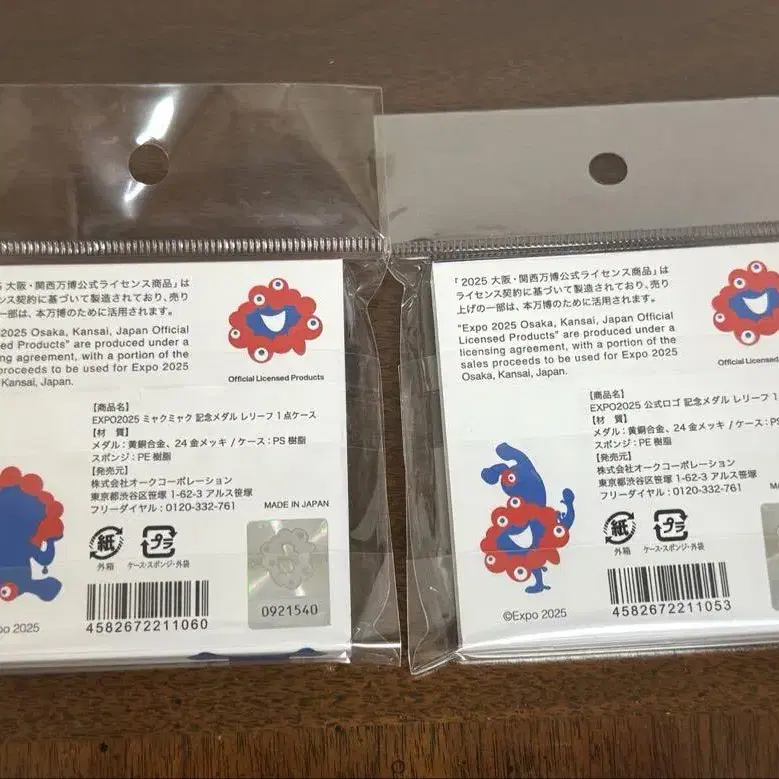 5 大阪・関西万博公式ライセンス商品」は
ンス契約に基づいて製造されており、売り
一部は、本万博のために活用されます。
2025 Osaka, Kansai, Japan Official
ed Products" are produced under a
ing agreement, with a portion of the
proceeds to be used for Expo 2025
Kansai, Japan.
Official Licensed Products
【商品名】
EXPO2025 ミャクミャク 記念メダル レリーフ 1点ケース
【材 質】
メダル:黄銅合金、24金メッキ / ケース:PS樹脂
スポンジ:PE樹脂
【発売元】
株式会社オークコーポレーション
東京都渋谷区笹塚 1-62-3 アルス笹塚
フリーダイヤル:0120-332-761
MADE IN JAPAN
紙
外箱
プラ
ケース・スポンジ・外袋
0921540
4582672211060
po 2025
「2025 大阪・関西万博公式ライセンス商品」は
ライセンス契約に基づいて製造されており、売り
上げの一部は、本万博のために活用されます。
"Expo 2025 Osaka, Kansai, Japan Official
Licensed Products" are produced under a
licensing agreement, with a portion of the
sales proceeds to be used for Expo 2025
Osaka, Kansai, Japan.
Official Licensed
【商品名】
EXPO2025 公式ロゴ 記念メダル レリーフ 1
【材 質】
メダル:黄銅合金、24金メッキ / ケース:PS
スポンジ:PE樹脂
【発売元】
株式会社オークコーポレーション
東京都渋谷区笹塚 1-62-3 アルス笹塚
フリーダイヤル:0120-332-761
MA
紙
外箱
プラ
ケース・スポンジ・外袋
4582672211053
©Expo 2025